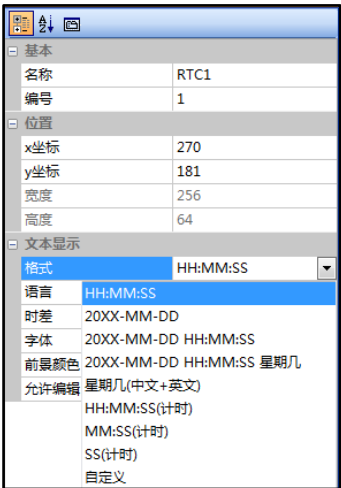 基本
名称 RTC1
编号 1
位置
x坐标 270
y坐标 181
宽度 256
高度 64
文本显示
格式 HH:MM:SS
语言 HH:MM:SS
时差 20XX-MM-DD
字体 20XX-MM-DD HH:MM:SS
前景颜色 20XX-MM-DD HH:MM:SS 星期几
允许编辑 星期几(中文+英文)
HH:MM:SS(计时)
MM:SS(计时)
SS(计时)
自定义